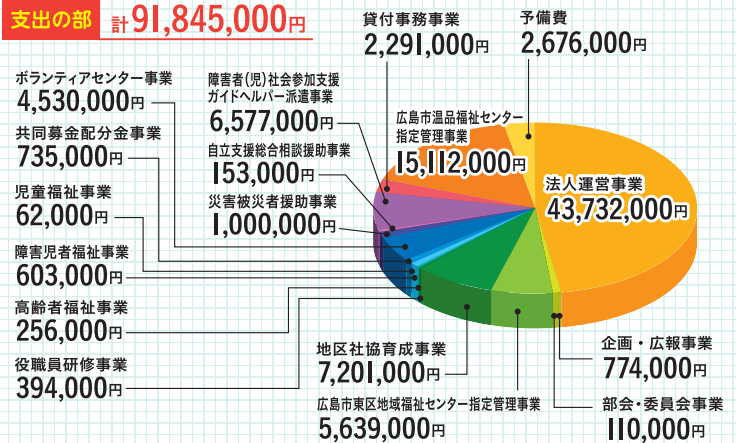 支出の部
計91,845,000円
貸付事務事業
2,291,000円
予備費
2,676,000円
ボランティアセンター事業
4,530,000円
障害者(児)社会参加支援
ガイドヘルパー派遣事業
6,577,000円
広島市温品福祉センター
指定管理事業
15,112,000円
共同募金配分金事業
735,000円
自立支援総合相談援助事業
153,000円
法人運営事業
43,732,000円
児童福祉事業
62,000円
災害被災者援助事業
1,000,000円
障害児者福祉事業
603,000円
高齢者福祉事業
256,000円
役職員研修事業
394,000円
地区社協育成事業
7,201,000円
企画・広報事業
774,000円
広島市東区地域福祉センター指定管理事業
5,639,000円
部会・委員会事業
110,000円